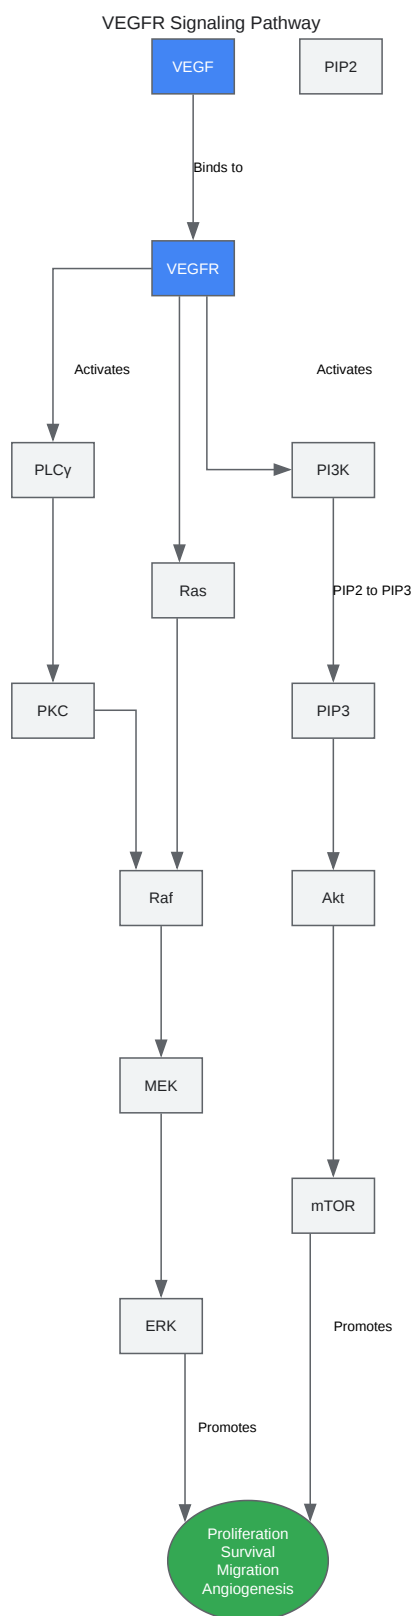 VEGFR Signaling Pathway
VEGF
PIP2
Binds to
VEGFR
Activates
Activates
PLCγ
PI3K
Ras
PIP2 to PIP3
PKC
PIP3
Raf
Akt
MEK
mTOR
ERK
Promotes
Promotes
Proliferation
Survival
Migration
Angiogenesis